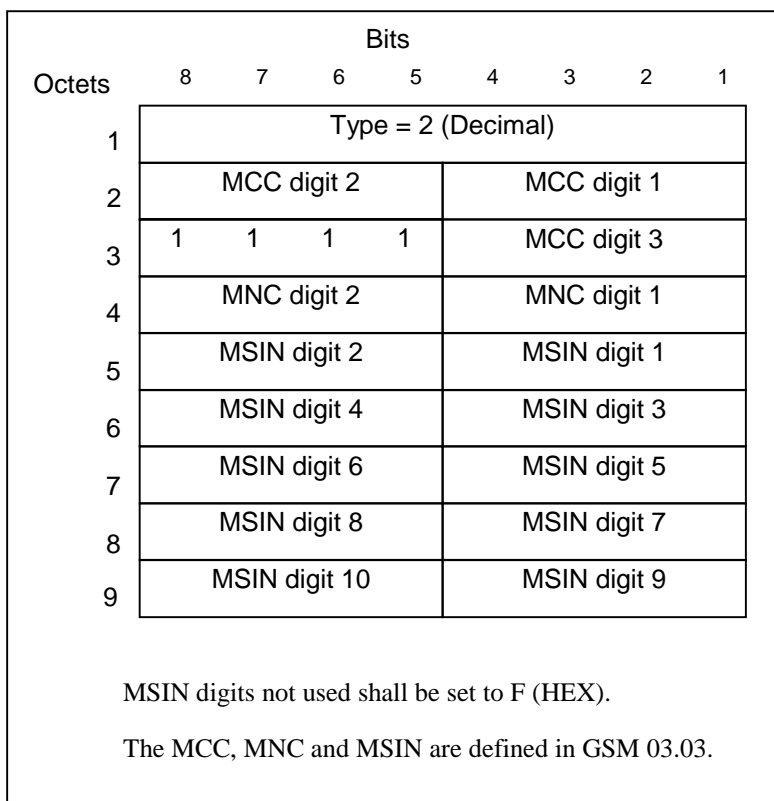 Bits
Octets 8 7 6 5 4 3 2 1
1 Type = 2 (Decimal)
2 MCC digit 2 MCC digit 1
3 1 1 1 1 MCC digit 3
4 MNC digit 2 MNC digit 1
5 MSIN digit 2 MSIN digit 1
6 MSIN digit 4 MSIN digit 3
7 MSIN digit 6 MSIN digit 5
8 MSIN digit 8 MSIN digit 7
9 MSIN digit 10 MSIN digit 9
MSIN digits not used shall be set to F (HEX).
The MCC, MNC and MSIN are defined in GSM 03.03.